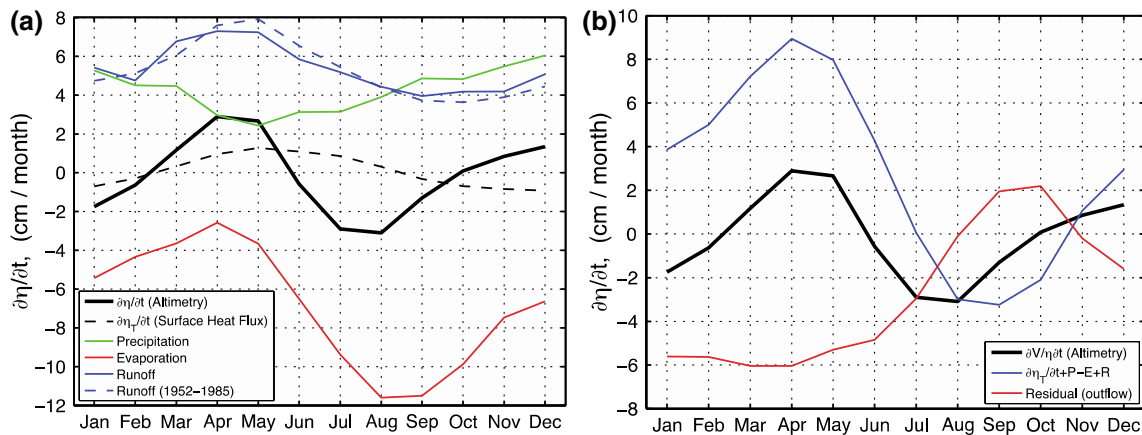 (a)
∂η/∂t, (cm / month)
8
6
4
2
0
−2
−4
−6
−8
−10
−12
Jan Feb Mar Apr May Jun Jul Aug Sep Oct Nov Dec
∂η/∂t (Altimetry)
∂ηT/∂t (Surface Heat Flux)
Precipitation
Evaporation
Runoff
Runoff (1952−1985)
(b)
∂η/∂t, (cm / month)
10
8
6
4
2
0
−2
−4
−6
−8
Jan Feb Mar Apr May Jun Jul Aug Sep Oct Nov Dec
∂V/η∂t (Altimetry)
∂ηT/∂t+P−E+R
Residual (outflow)